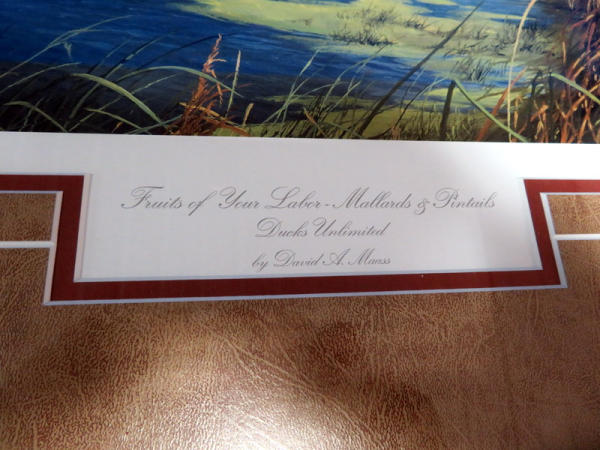 Fruits of Your Labor - Mallards & Pintails
Ducks Unlimited
by David A. Maass